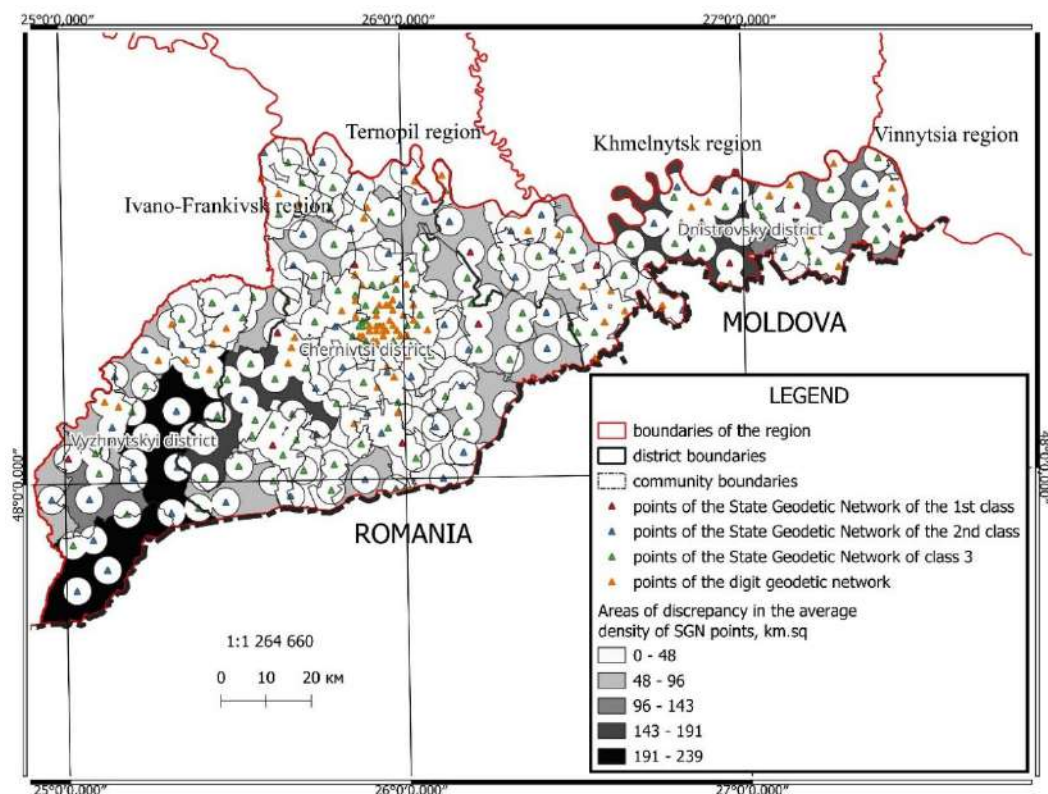 25°0'0,000"
26°0'0,000"
27°0'0,000"
Ternopil region
Khmelnytsk region
Vinnytsia region
Ivano-Frankivsk region
Dnistrovsky district
MOLDOVA
Chernivtsi district
Vyzhnytskyi district
ROMANIA
48°0'0,000"
48°0'0,000"
LEGEND
boundaries of the region
district boundaries
community boundaries
points of the State Geodetic Network of the 1st class
points of the State Geodetic Network of the 2nd class
points of the State Geodetic Network of class 3
points of the digit geodetic network
Areas of discrepancy in the average
density of SGN points, km.sq
0 - 48
48 - 96
96 - 143
143 - 191
191 - 239
1:1 264 660
0 10 20 км
25°0'0,000"
26°0'0,000"
27°0'0,000"